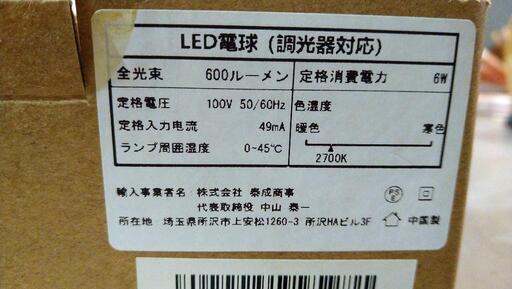 LED電球 (調光器対応)
全光束 600ルーメン
定格消費電力 6W
定格電圧 100V 50/60Hz
定格入力电流 49mA
ランプ周囲湿度 0~45℃
色湿度
暖色 寒色
2700K
輸入事業者名: 株式会社 泰成商事
代表取締役 中山 泰一
所在地: 埼玉県所沢市上安松1260-3 所沢HAビル3F
PS
E
中国製